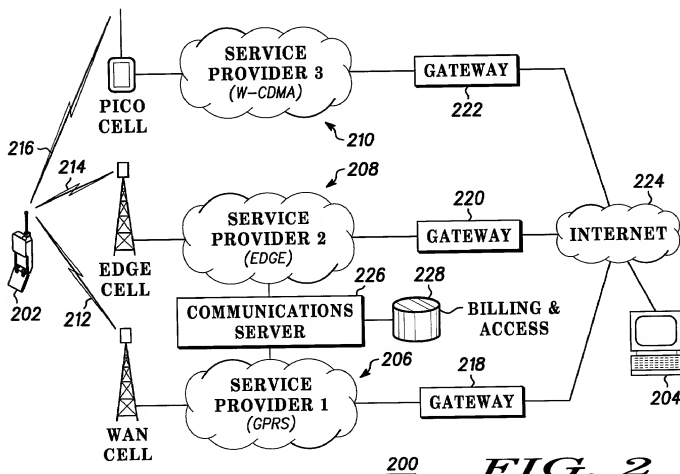 SERVICE
PROVIDER 3
(W-CDMA)
GATEWAY
222
PICO
CELL
210
216
214
208
224
SERVICE
PROVIDER 2
(EDGE)
220
GATEWAY
INTERNET
202
EDGE
CELL
212
226
228
COMMUNICATIONS
SERVER
BILLING &
ACCESS
206
218
204
SERVICE
PROVIDER 1
(GPRS)
GATEWAY
WAN
CELL
200
FIG. 2